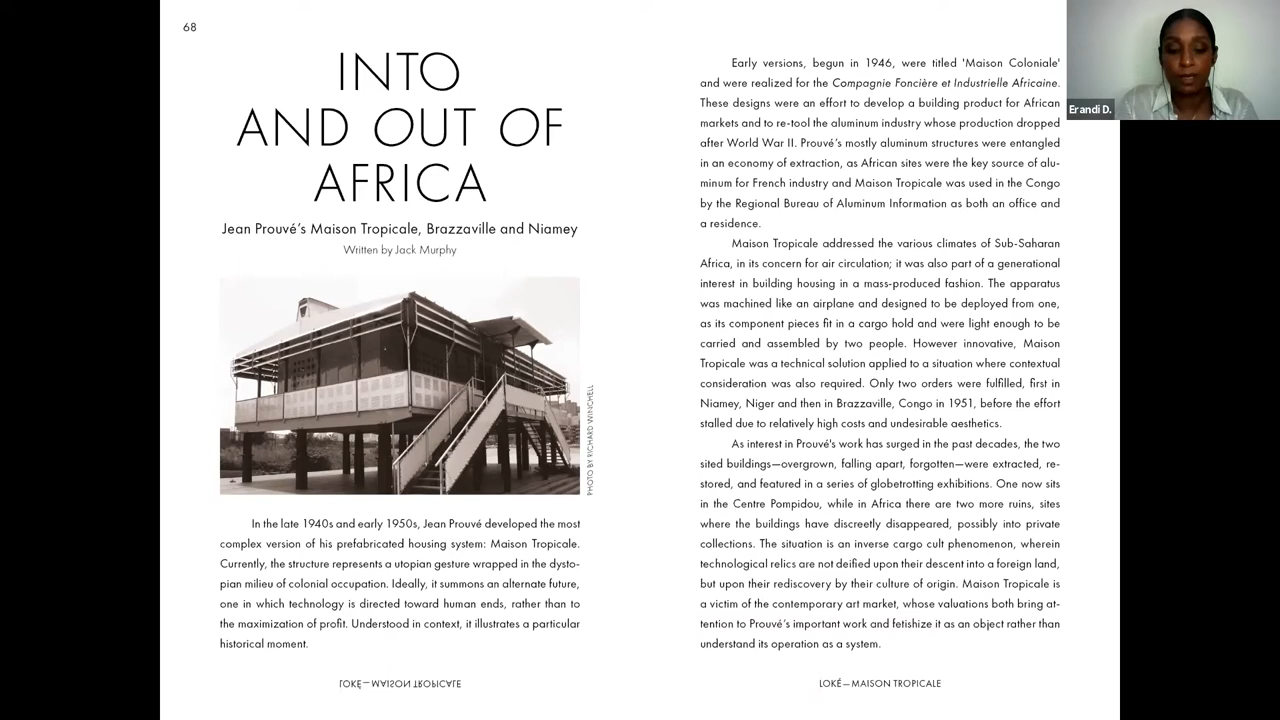 68
INTO
AND OUT OF
AFRICA
Jean Prouvé's Maison Tropicale, Brazzaville and Niamey
Written by Jack Murphy
PHOTO BY RICHARD WINCHELL
In the late 1940s and early 1950s, Jean Prouvé developed the most
complex version of his prefabricated housing system: Maison Tropicale.
Currently, the structure represents a utopian gesture wrapped in the dysto-
pian milieu of colonial occupation. Ideally, it summons an alternate future,
one in which technology is directed toward human ends, rather than to
the maximization of profit. Understood in context, it illustrates a particular
historical moment.
LOKÉ—MAISON TROPICALE
Early versions, begun in 1946, were titled 'Maison Coloniale'
and were realized for the Compagnie Foncière et Industrielle Africaine.
These designs were an effort to develop a building product for African
markets and to re-tool the aluminum industry whose production dropped
after World War II. Prouvé's mostly aluminum structures were entangled
in an economy of extraction, as African sites were the key source of alu-
minum for French industry and Maison Tropicale was used in the Congo
by the Regional Bureau of Aluminum Information as both an office and
a residence.
Maison Tropicale addressed the various climates of Sub-Saharan
Africa, in its concern for air circulation; it was also part of a generational
interest in building housing in a mass-produced fashion. The apparatus
was machined like an airplane and designed to be deployed from one,
as its component pieces fit in a cargo hold and were light enough to be
carried and assembled by two people. However innovative, Maison
Tropicale was a technical solution applied to a situation where contextual
consideration was also required. Only two orders were fulfilled, first in
Niamey, Niger and then in Brazzaville, Congo in 1951, before the effort
stalled due to relatively high costs and undesirable aesthetics.
As interest in Prouvé's work has surged in the past decades, the two
sited buildings—overgrown, falling apart, forgotten—were extracted, re-
stored, and featured in a series of globetrotting exhibitions. One now sits
in the Centre Pompidou, while in Africa there are two more ruins, sites
where the buildings have discreetly disappeared, possibly into private
collections. The situation is an inverse cargo cult phenomenon, wherein
technological relics are not deified upon their descent into a foreign land,
but upon their rediscovery by their culture of origin. Maison Tropicale is
a victim of the contemporary art market, whose valuations both bring at-
tention to Prouvé's important work and fetishize it as an object rather than
understand its operation as a system.
LOKÉ—MAISON TROPICALE
Erandi D.